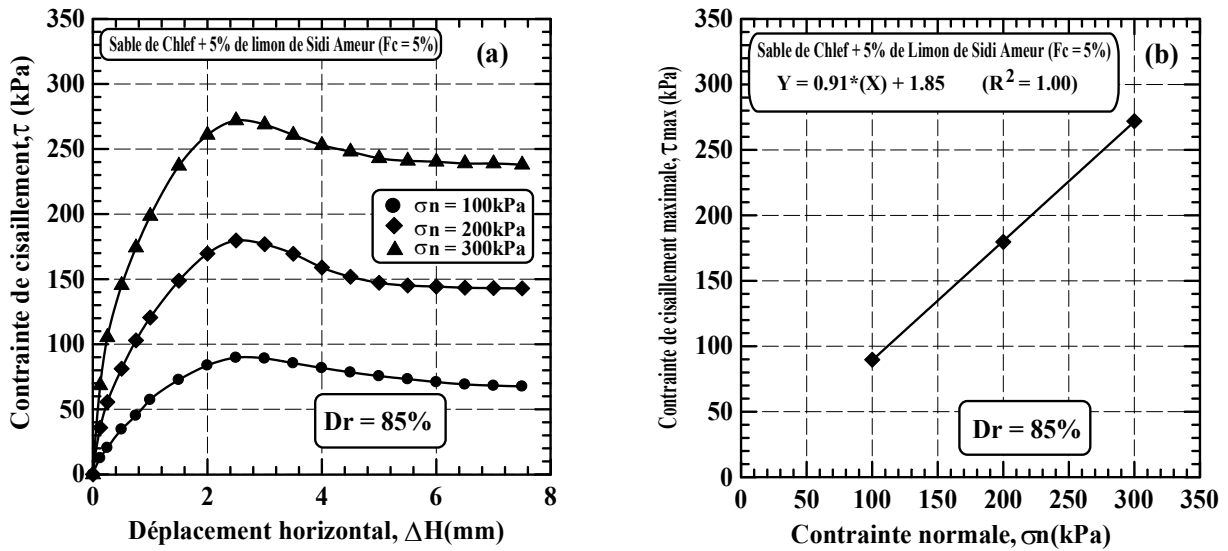 Sable de Chlef + 5% de limon de Sidi Ameur (Fc = 5%)
(a)
Contrainte de cisaillement,τ (kPa)
350
300
250
200
150
100
50
0
σn = 100kPa
σn = 200kPa
σn = 300kPa
Dr = 85%
0 2 4 6 8
Déplacement horizontal, ΔH(mm)
Sable de Chlef + 5% de Limon de Sidi Ameur (Fc = 5%)
Y = 0.91*(X) + 1.85 (R² = 1.00)
(b)
Contrainte de cisaillement maximale, τmax (kPa)
350
300
250
200
150
100
50
0
Dr = 85%
0 50 100 150 200 250 300 350
Contrainte normale, σn(kPa)